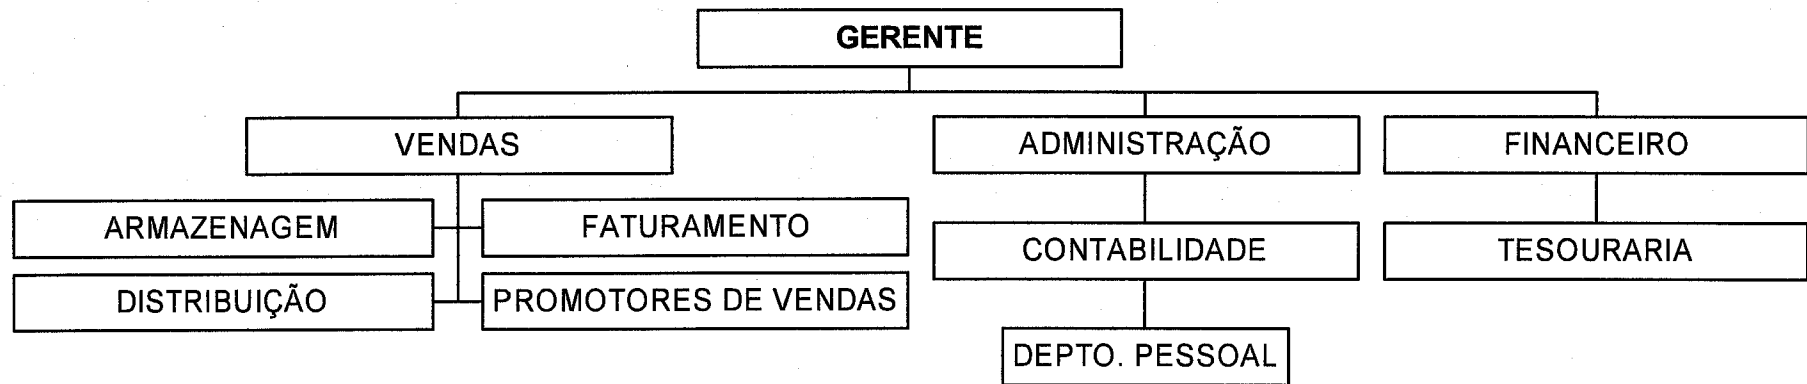 GERENTE
VENDAS
ADMINISTRAÇÃO
FINANCEIRO
ARMAZENAGEM
FATURAMENTO
CONTABILIDADE
TESOURARIA
DISTRIBUIÇÃO
PROMOTORES DE VENDAS
DEPTO. PESSOAL